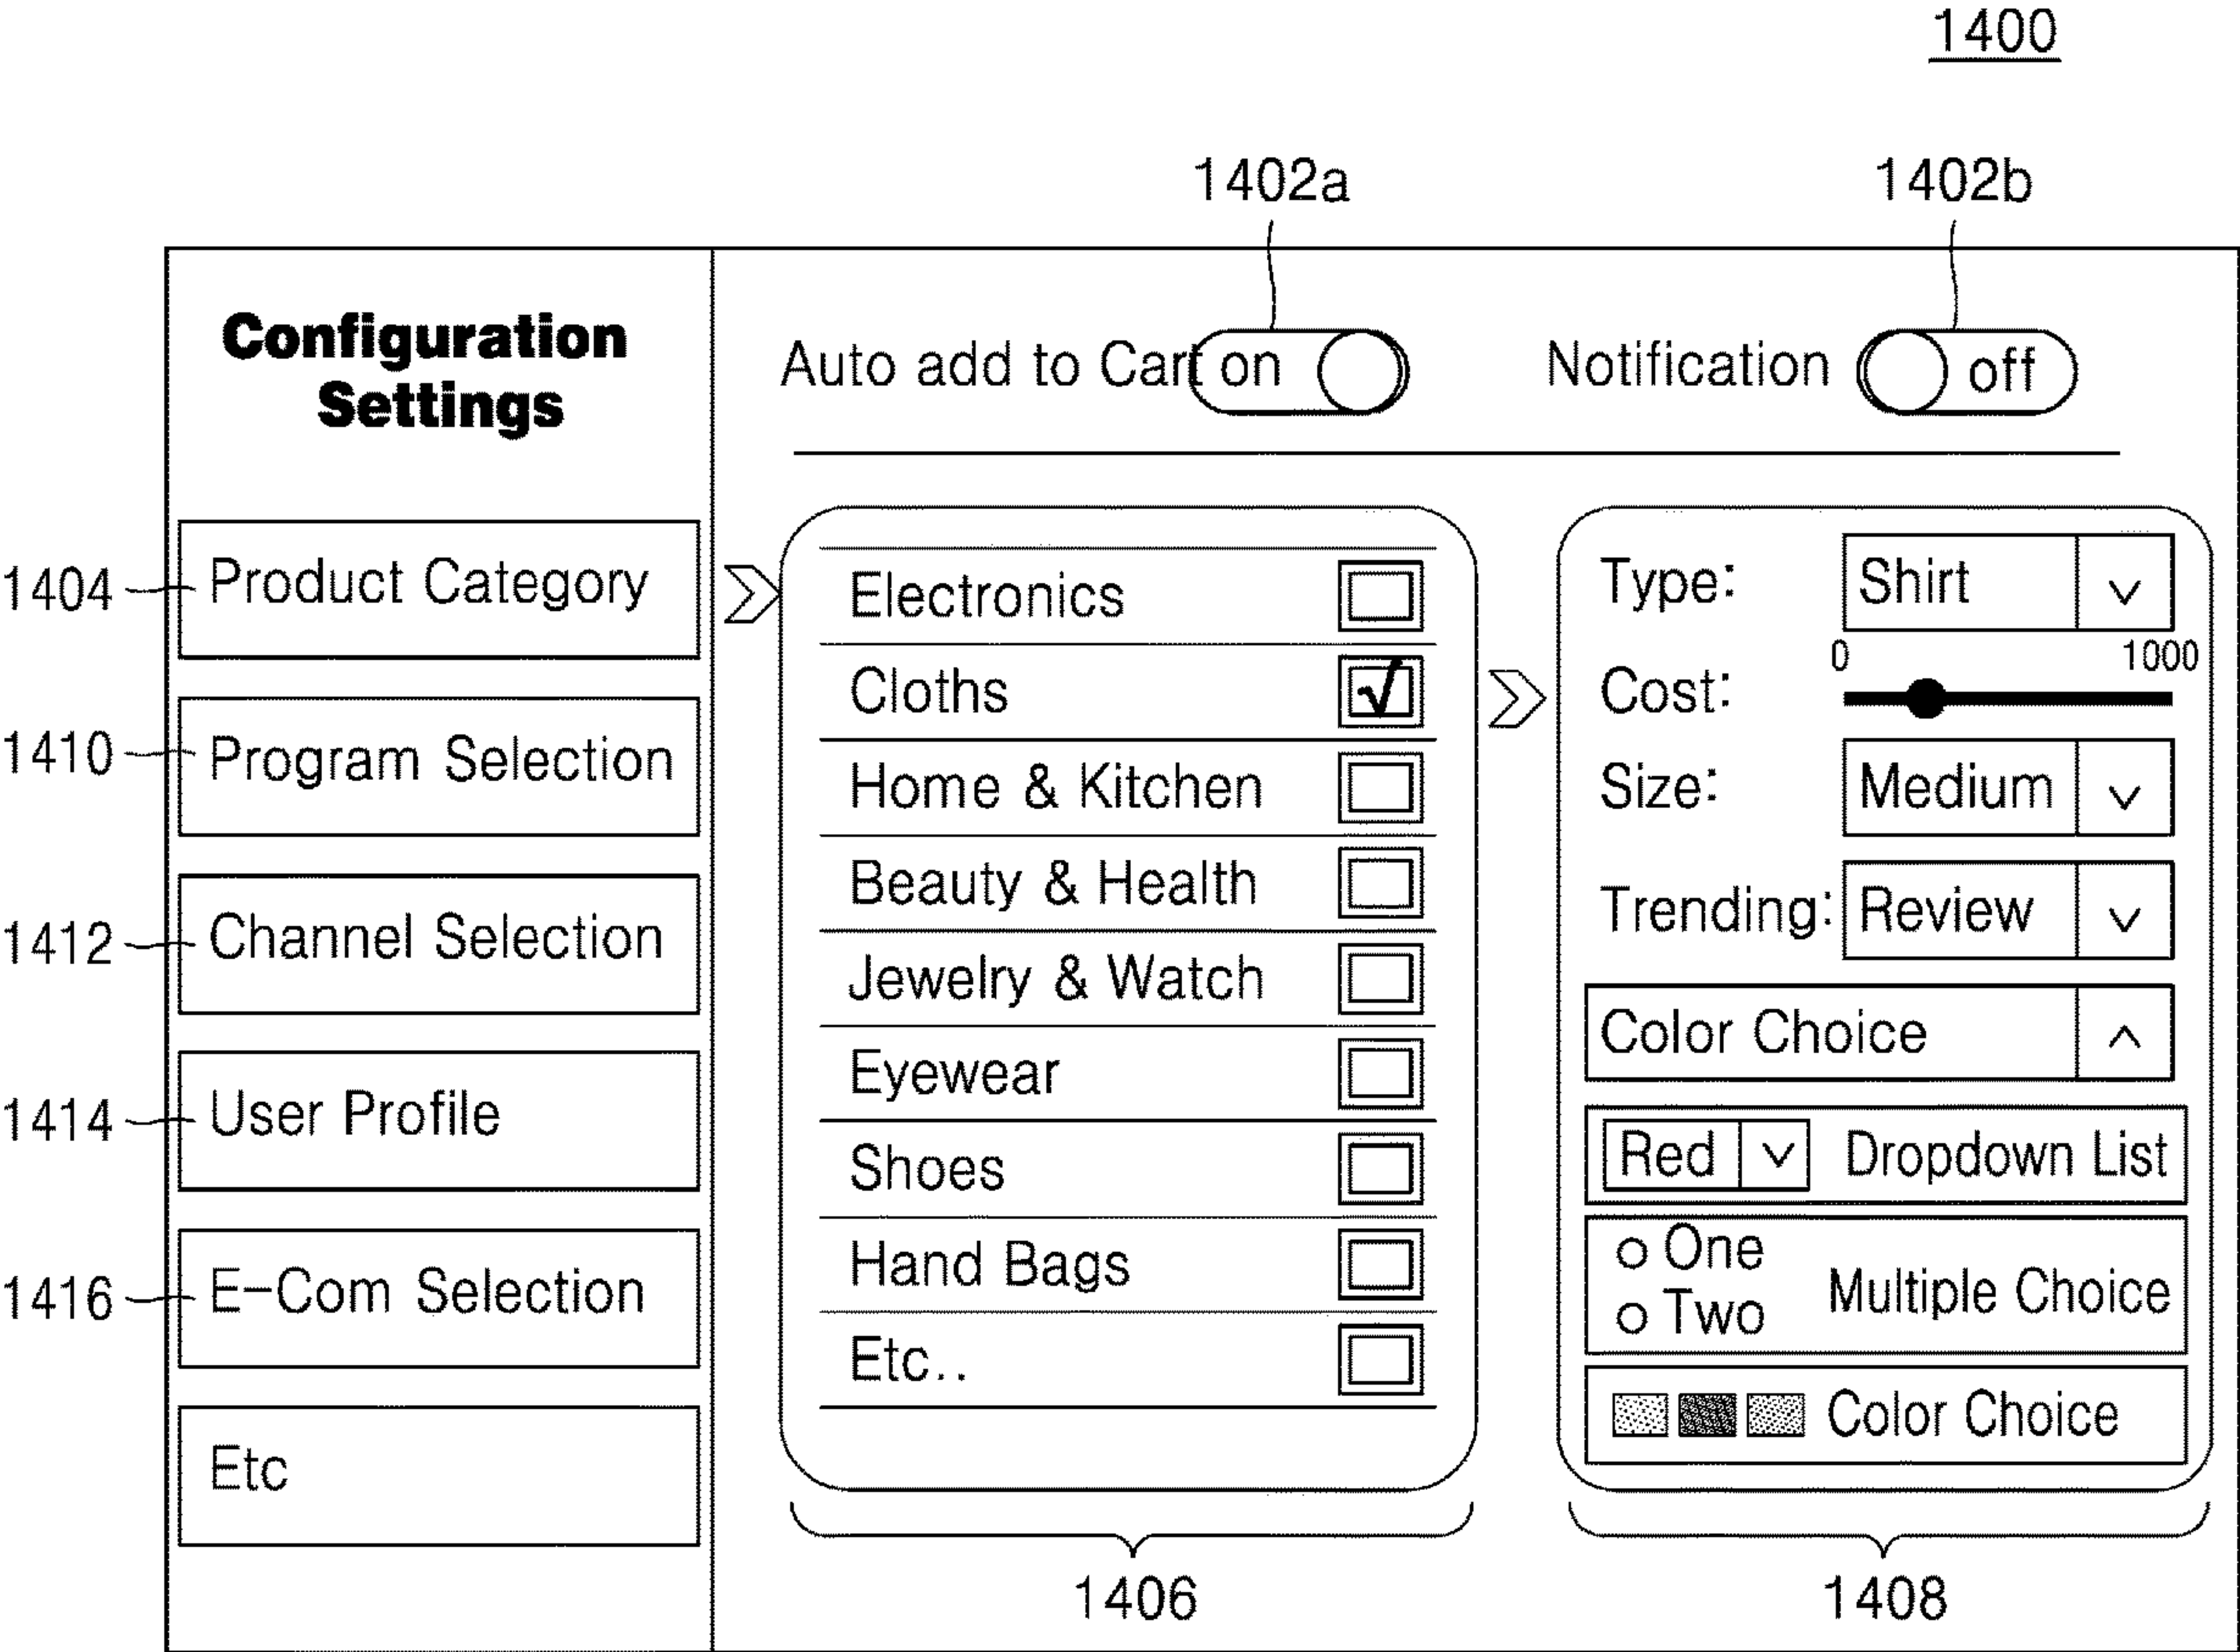 1400
1402a
1402b
Configuration
Settings
Auto add to Cart on
Notification off
1404
Product Category
1410
Program Selection
1412
Channel Selection
1414
User Profile
1416
E-Com Selection
Etc
Electronics
Cloths
Home & Kitchen
Beauty & Health
Jewelry & Watch
Eyewear
Shoes
Hand Bags
Etc..
Type: Shirt
0 1000
Cost:
Size: Medium
Trending: Review
Color Choice
Red Dropdown List
One
Two
Multiple Choice
Color Choice
1406
1408